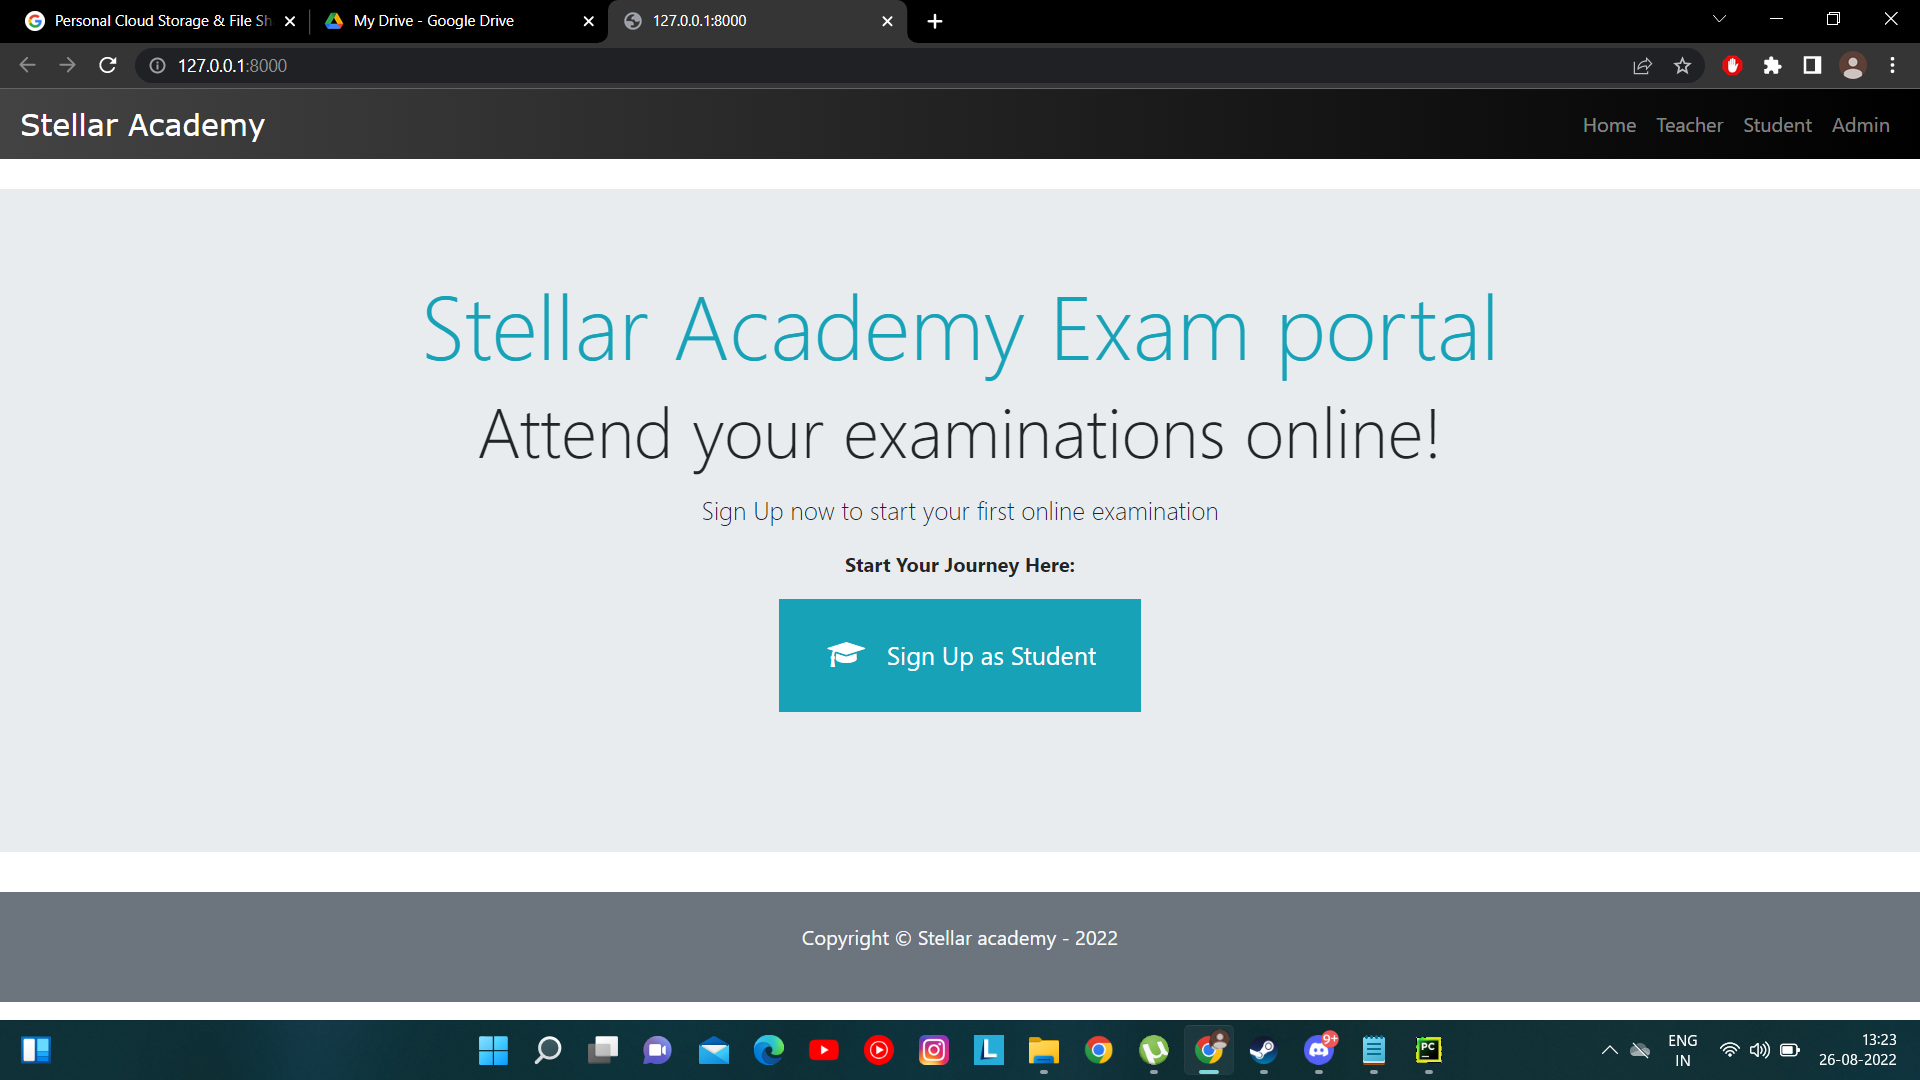 Personal Cloud Storage & File Sh
My Drive - Google Drive
127.0.0.1:8000
127.0.0.1:8000
Stellar Academy
Home Teacher Student Admin
Stellar Academy Exam portal
Attend your examinations online!
Sign Up now to start your first online examination
Start Your Journey Here:
Sign Up as Student
Copyright © Stellar academy - 2022
L
9+
PC
ENG
IN
13:23
26-08-2022